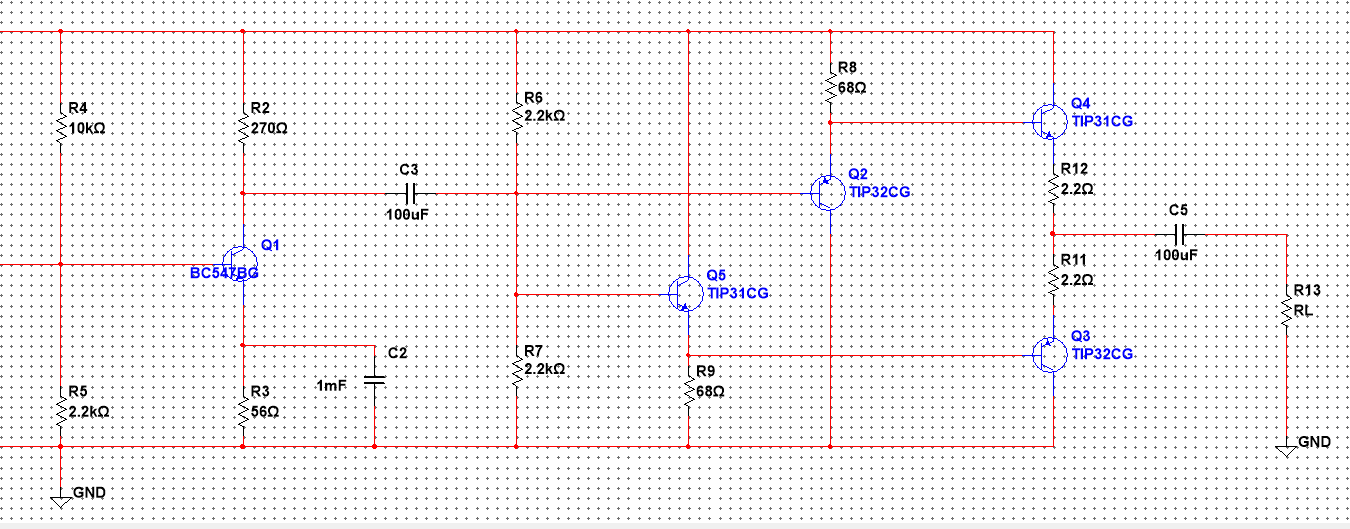 R8
68Ω
R6
2.2kΩ
Q4
TIP31CG
R4
10kΩ
R2
270Ω
C3
100uF
Q2
TIP32CG
R12
2.2Ω
C5
100uF
Q1
BC547BG
R11
2.2Ω
Q5
TIP31CG
R13
RL
Q3
TIP32CG
C2
1mF
R7
2.2kΩ
R9
68Ω
R5
2.2kΩ
R3
56Ω
GND
GND